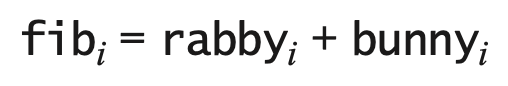 fibᵢ = rabbyᵢ + bunnyᵢ